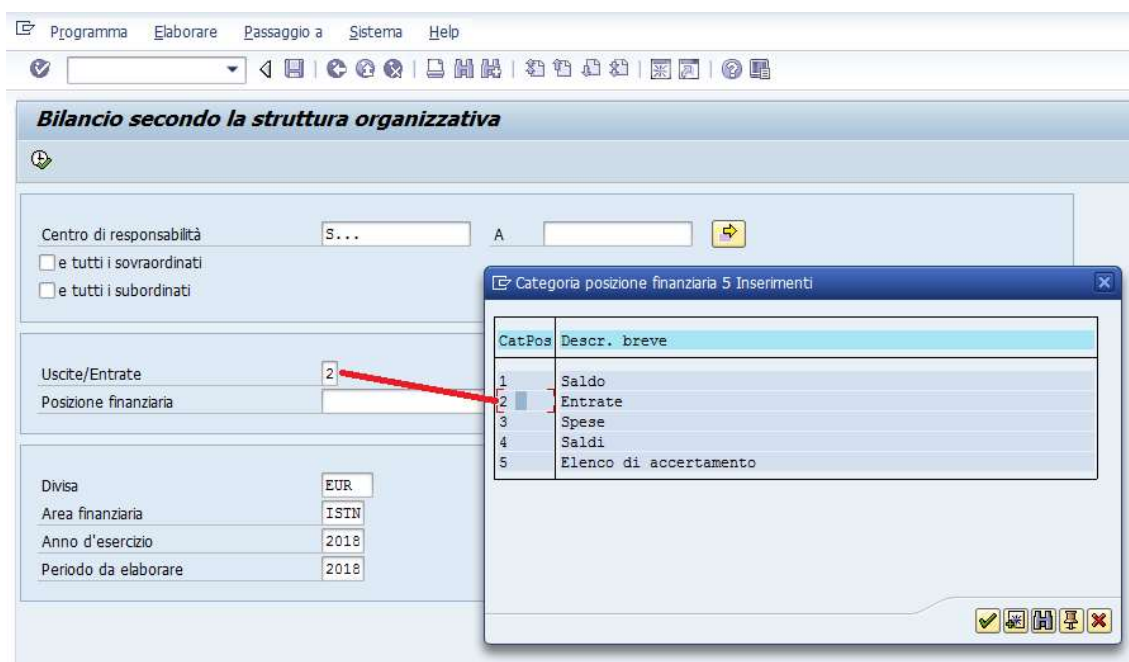 Programma Elaborare Passaggio a Sistema Help
Bilancio secondo la struttura organizzativa
Centro di responsabilità S... A
e tutti i sovraordinati
e tutti i subordinati
Uscite/Entrate 2
Posizione finanziaria
Divisa EUR
Area finanziaria ISTN
Anno d'esercizio 2018
Periodo da elaborare 2018
Categoria posizione finanziaria 5 Inserimenti
CatPos Descr. breve
1 Saldo
2 Entrate
3 Spese
4 Saldi
5 Elenco di accertamento